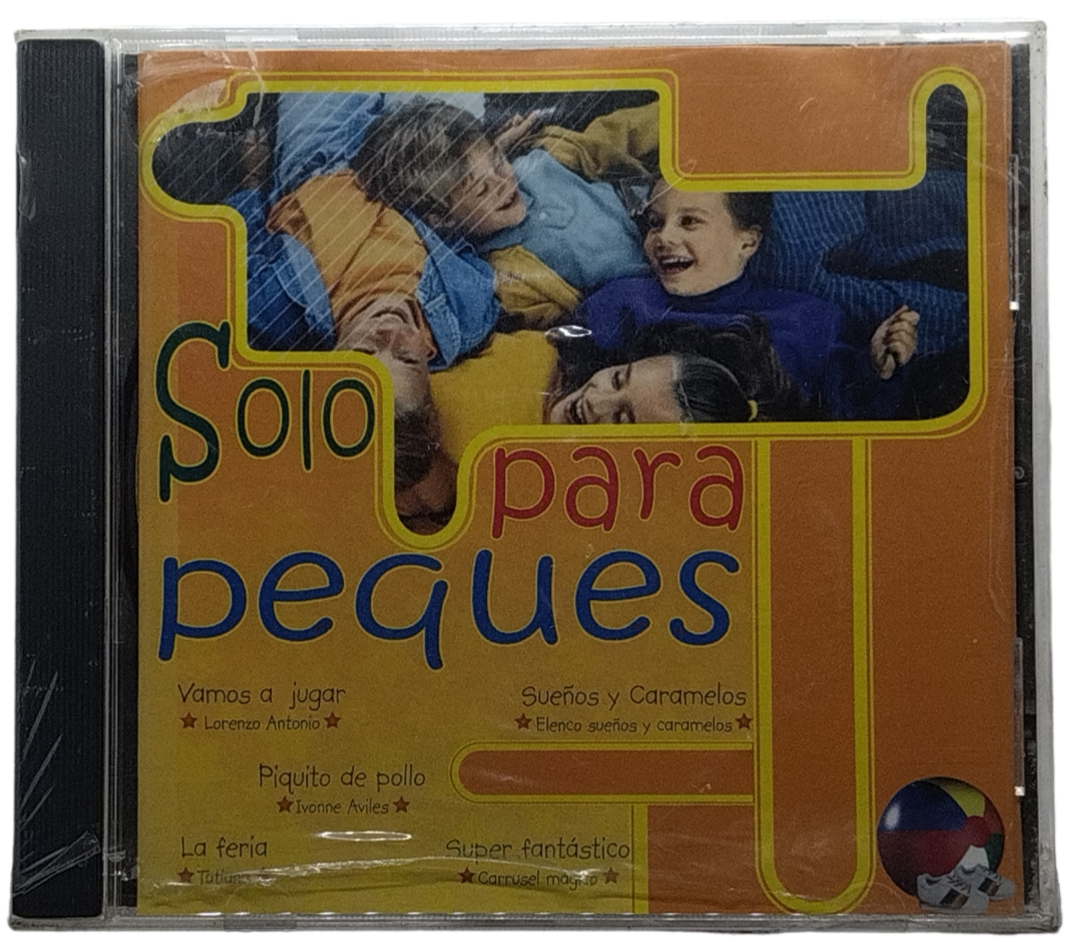 Solo
para
peques
Vamos a jugar
Lorenzo Antonio
Sueños y Caramelos
Elenco sueños y caramelos
Piquito de pollo
Ivonne Aviles
La feria
Tatiana
Super fantástico
Carrusel mágico